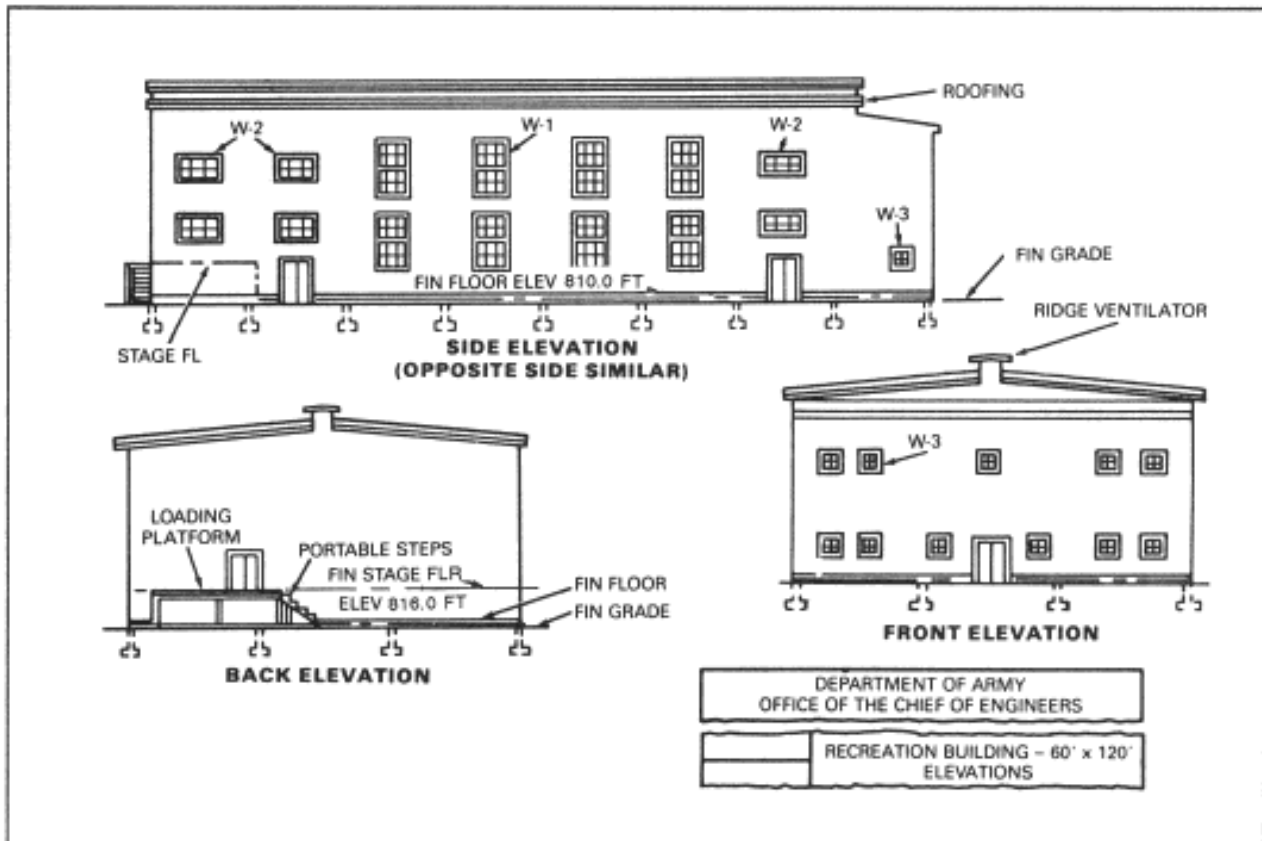 ROOFING
W-2
W-1
W-2
W-3
FIN GRADE
FIN FLOOR ELEV 810.0 FT
STAGE FL
SIDE ELEVATION
(OPPOSITE SIDE SIMILAR)
RIDGE VENTILATOR
W-3
LOADING
PLATFORM
PORTABLE STEPS
FIN STAGE FLR
ELEV 816.0 FT
FIN FLOOR
FIN GRADE
BACK ELEVATION
FRONT ELEVATION
DEPARTMENT OF ARMY
OFFICE OF THE CHIEF OF ENGINEERS
RECREATION BUILDING – 60' x 120'
ELEVATIONS